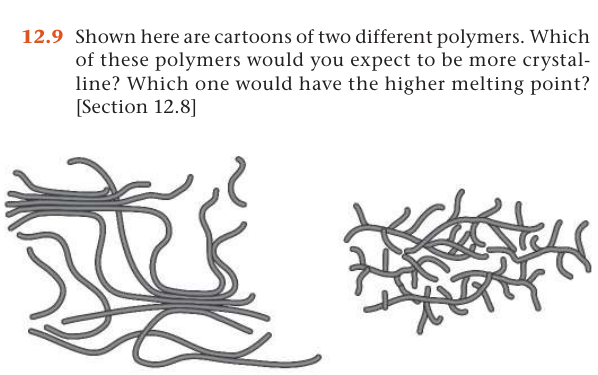 12.9 Shown here are cartoons of two different polymers. Which
of these polymers would you expect to be more crystal-
line? Which one would have the higher melting point?
[Section 12.8]